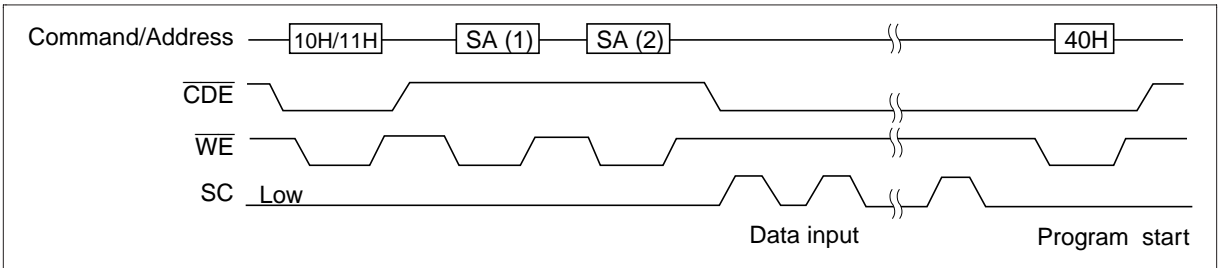 Command/Address 10H/11H SA (1) SA (2) 40H
CDE
WE
SC Low
Data input Program start